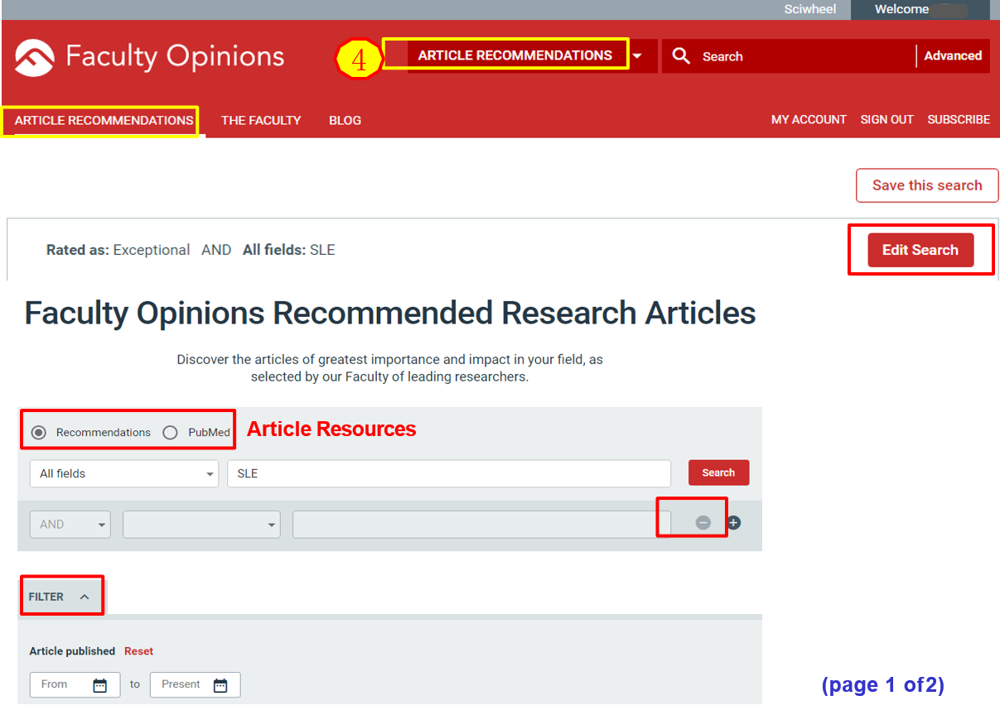 Sciwheel Welcome
Faculty Opinions
4 ARTICLE RECOMMENDATIONS Search Advanced
ARTICLE RECOMMENDATIONS THE FACULTY BLOG MY ACCOUNT SIGN OUT SUBSCRIBE
Save this search
Rated as: Exceptional AND All fields: SLE Edit Search
Faculty Opinions Recommended Research Articles
Discover the articles of greatest importance and impact in your field, as
selected by our Faculty of leading researchers.
Recommendations PubMed Article Resources
All fields SLE Search
AND
FILTER
Article published Reset
From to Present
(page 1 of2)